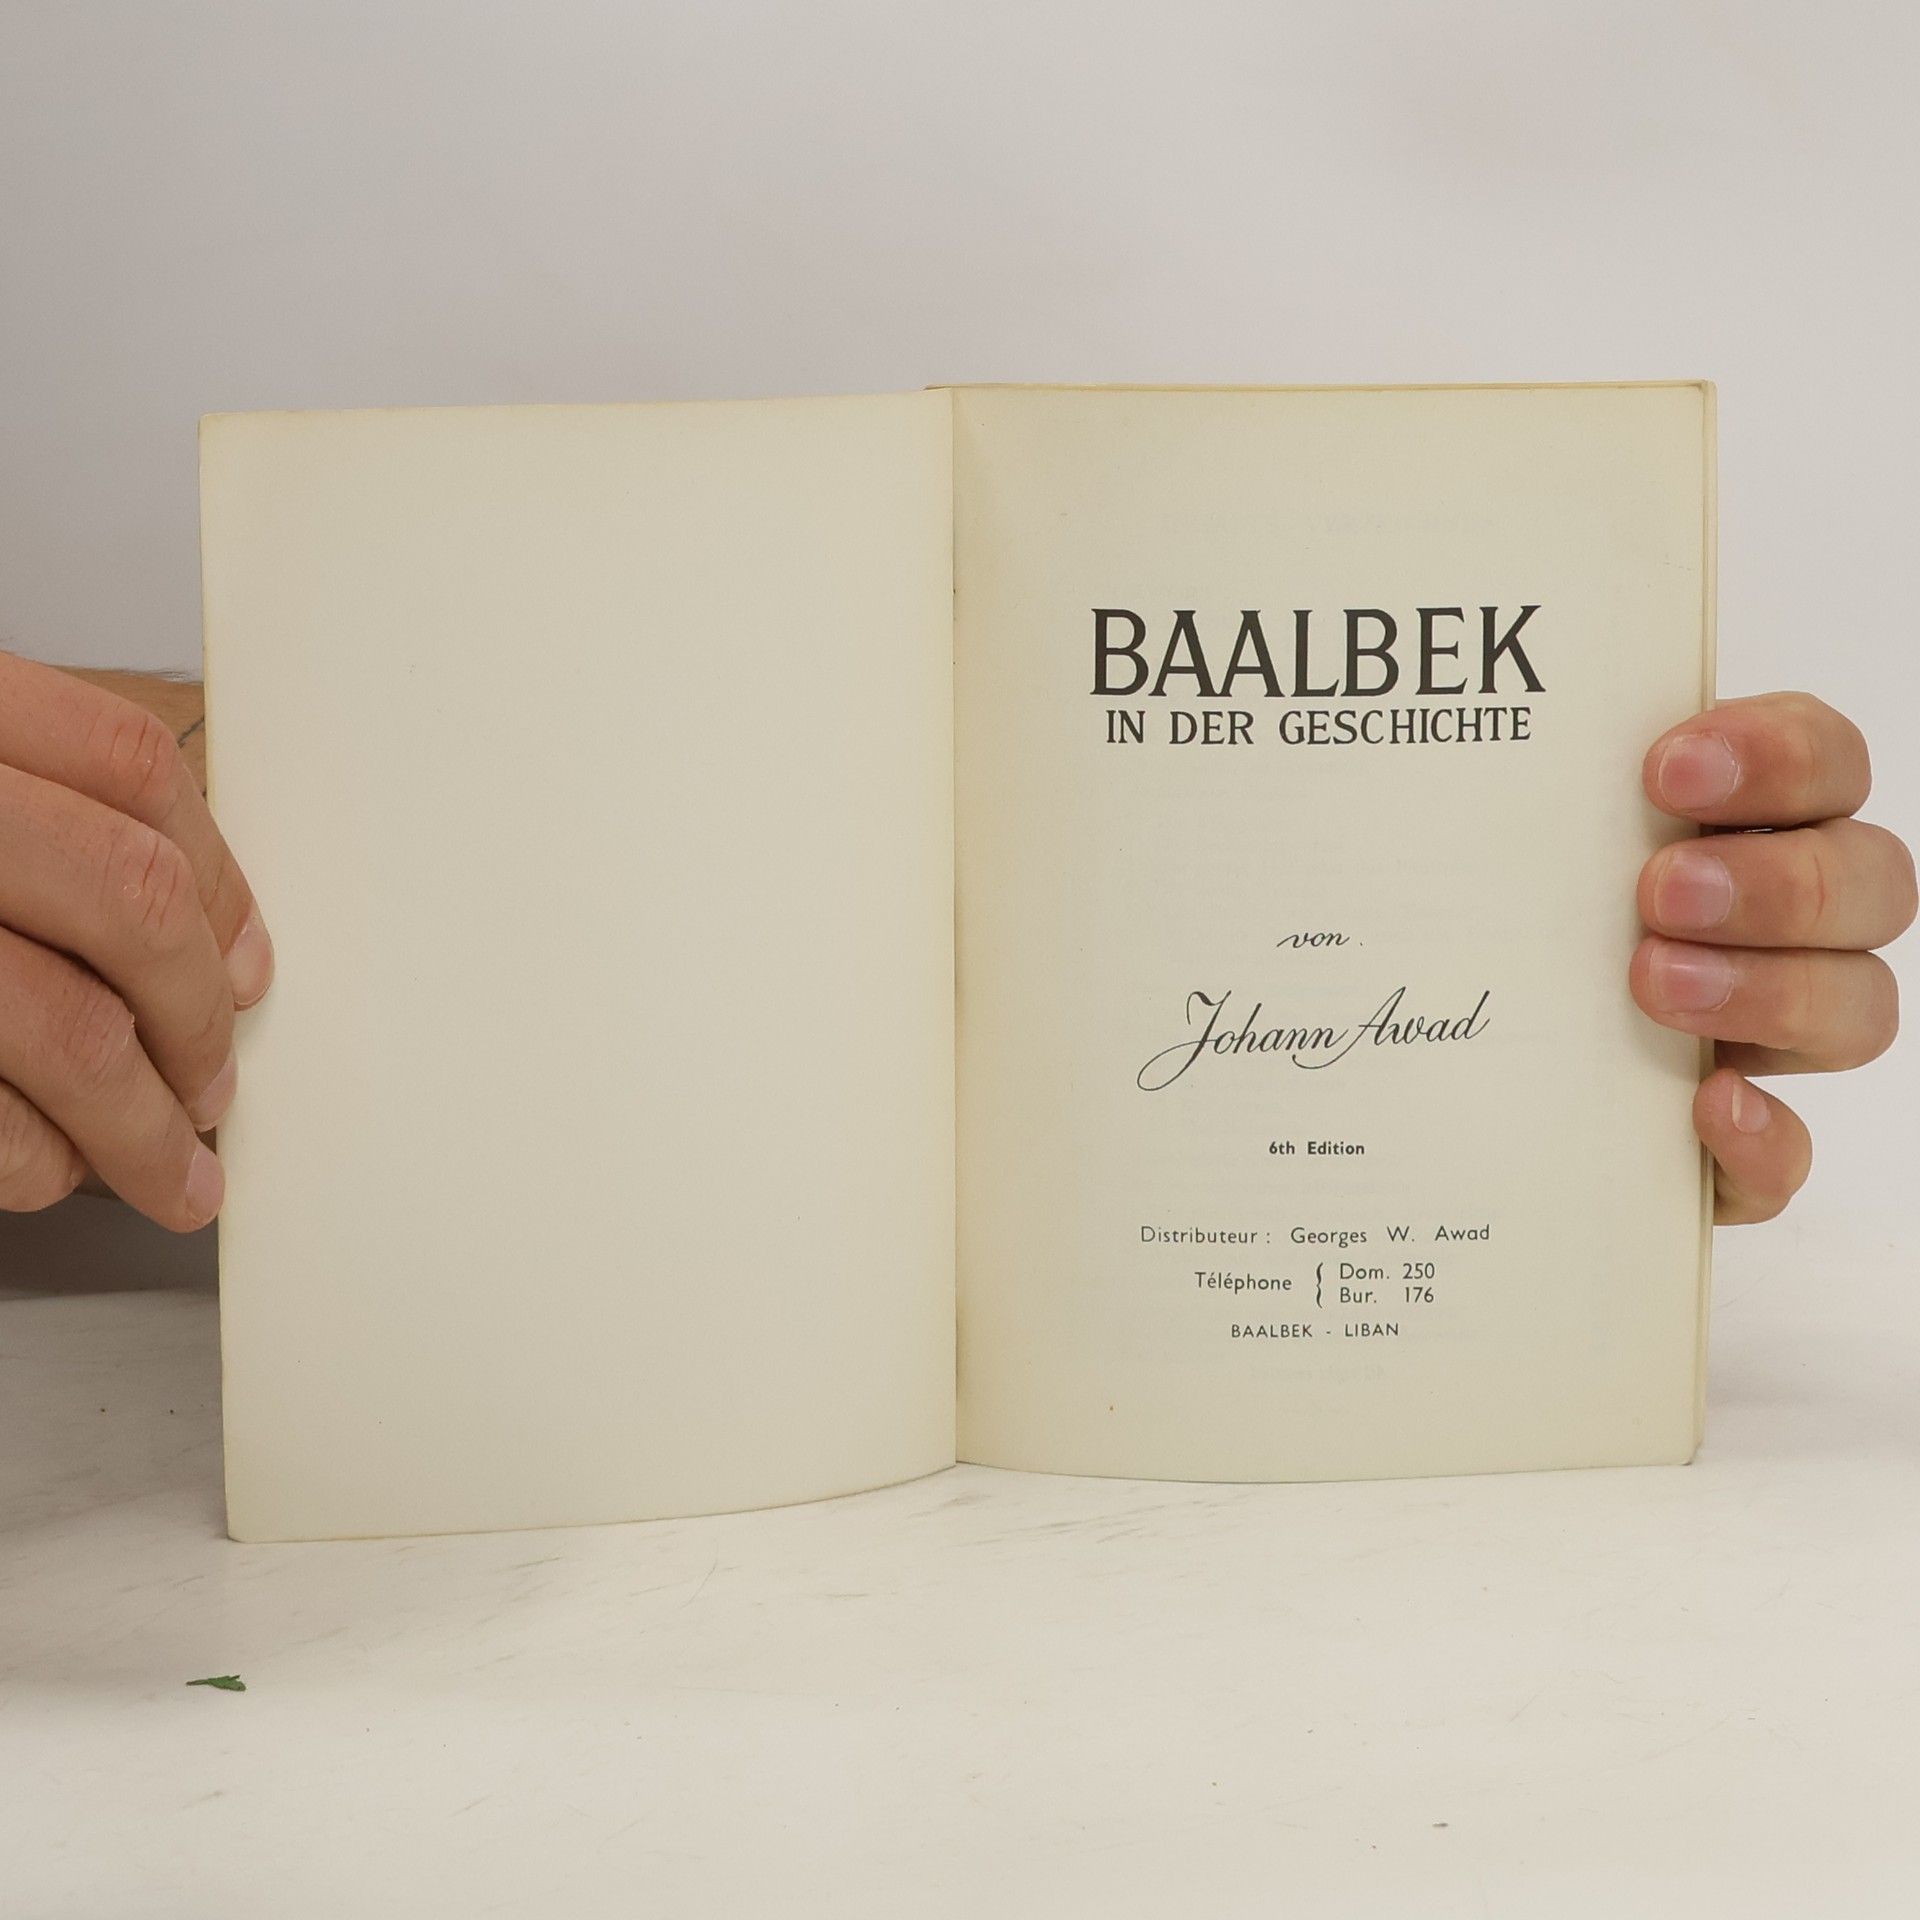 BAALBEK
IN DER GESCHICHTE
von.
Johann Awad
6th Edition
Distributeur : Georges W. Awad
Téléphone { Dom. 250
Bur. 176
BAALBEK - LIBAN